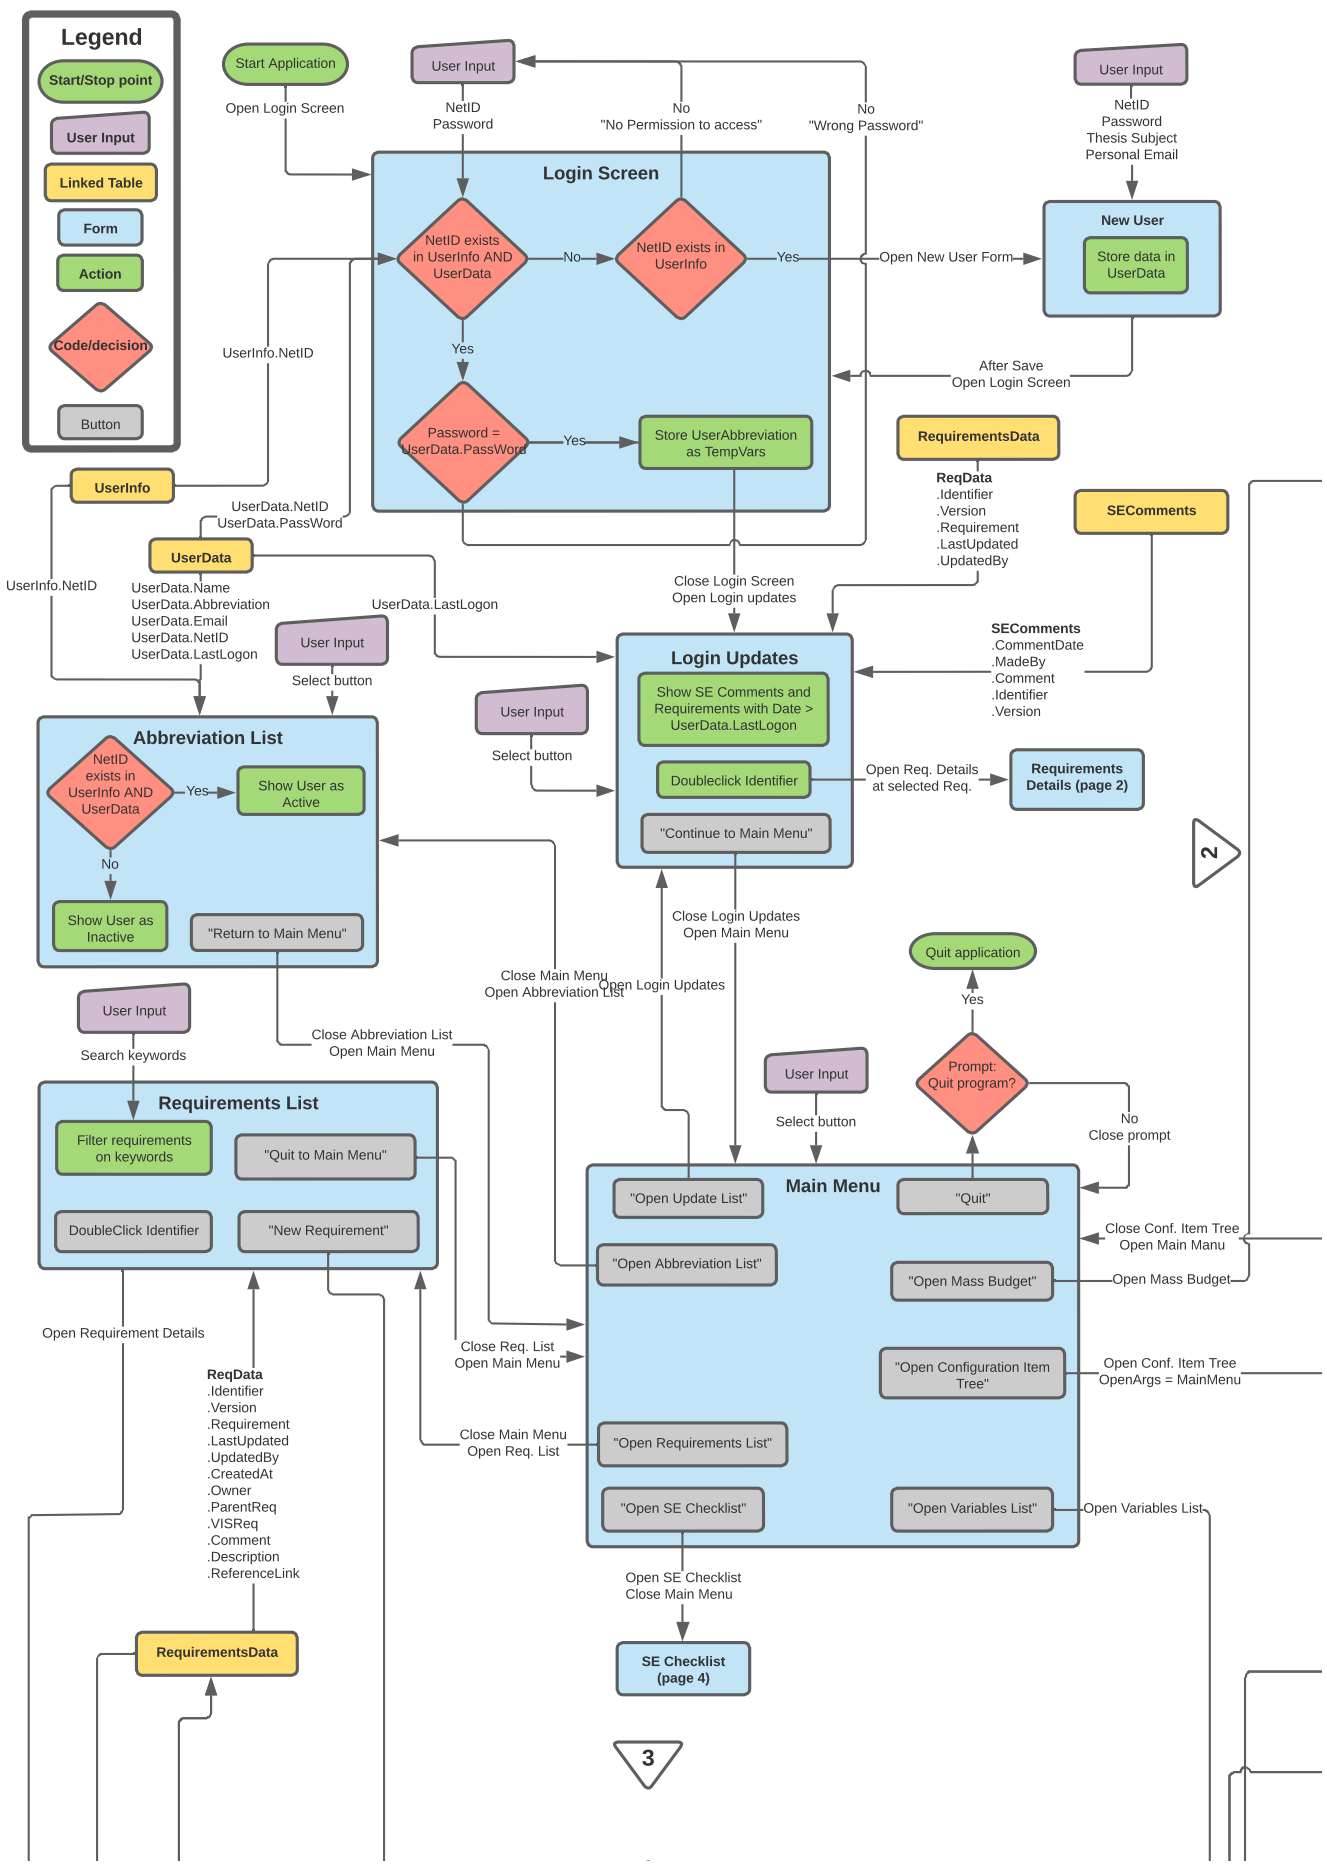 Legend
Start/Stop point
User Input
Linked Table
Form
Action
Code/decision
Button
Start Application
Open Login Screen
User Input
NetID
Password
No
"No Permission to access"
No
"Wrong Password"
User Input
NetID
Password
Thesis Subject
Personal Email
Login Screen
NetID exists
in UserInfo AND
UserData
No
NetID exists in
UserInfo
Yes
Open New User Form
New User
Store data in
UserData
Yes
Password =
UserData.PassWord
Yes
Store UserAbbreviation
as TempVars
After Save
Open Login Screen
UserInfo.NetID
UserInfo
UserData.NetID
UserData.PassWord
UserData
UserInfo.NetID
UserData.Name
UserData.Abbreviation
UserData.Email
UserData.NetID
UserData.LastLogon
UserData.LastLogon
User Input
Select button
RequirementsData
ReqData
.Identifier
.Version
.Requirement
.LastUpdated
.UpdatedBy
SEComments
SEComments
.CommentDate
.MadeBy
.Comment
.Identifier
.Version
Close Login Screen
Open Login updates
Login Updates
Show SE Comments and
Requirements with Date >
UserData.LastLogon
Doubleclick Identifier
"Continue to Main Menu"
User Input
Select button
Open Req. Details
at selected Req.
Requirements
Details (page 2)
2
Abbreviation List
NetID
exists in
UserInfo AND
UserData
Yes
Show User as
Active
No
Show User as
Inactive
"Return to Main Menu"
Close Login Updates
Open Main Menu
Close Main Menu
Open Abbreviation List
Open Login Updates
Close Abbreviation List
Open Main Menu
Quit application
Yes
Prompt:
Quit program?
No
Close prompt
User Input
Select button
User Input
Search keywords
Requirements List
Filter requirements
on keywords
"Quit to Main Menu"
DoubleClick Identifier
"New Requirement"
Main Menu
"Open Update List"
"Quit"
"Open Abbreviation List"
"Open Mass Budget"
"Open Configuration Item
Tree"
"Open Requirements List"
"Open SE Checklist"
"Open Variables List"
Close Conf. Item Tree
Open Main Manu
Open Mass Budget
Open Conf. Item Tree
OpenArgs = MainMenu
Open Variables List
Open Requirement Details
Close Req. List
Open Main Menu
Close Main Menu
Open Req. List
ReqData
.Identifier
.Version
.Requirement
.LastUpdated
.UpdatedBy
.CreatedAt
.Owner
.ParentReq
.VISReq
.Comment
.Description
.ReferenceLink
RequirementsData
Open SE Checklist
Close Main Menu
SE Checklist
(page 4)
3